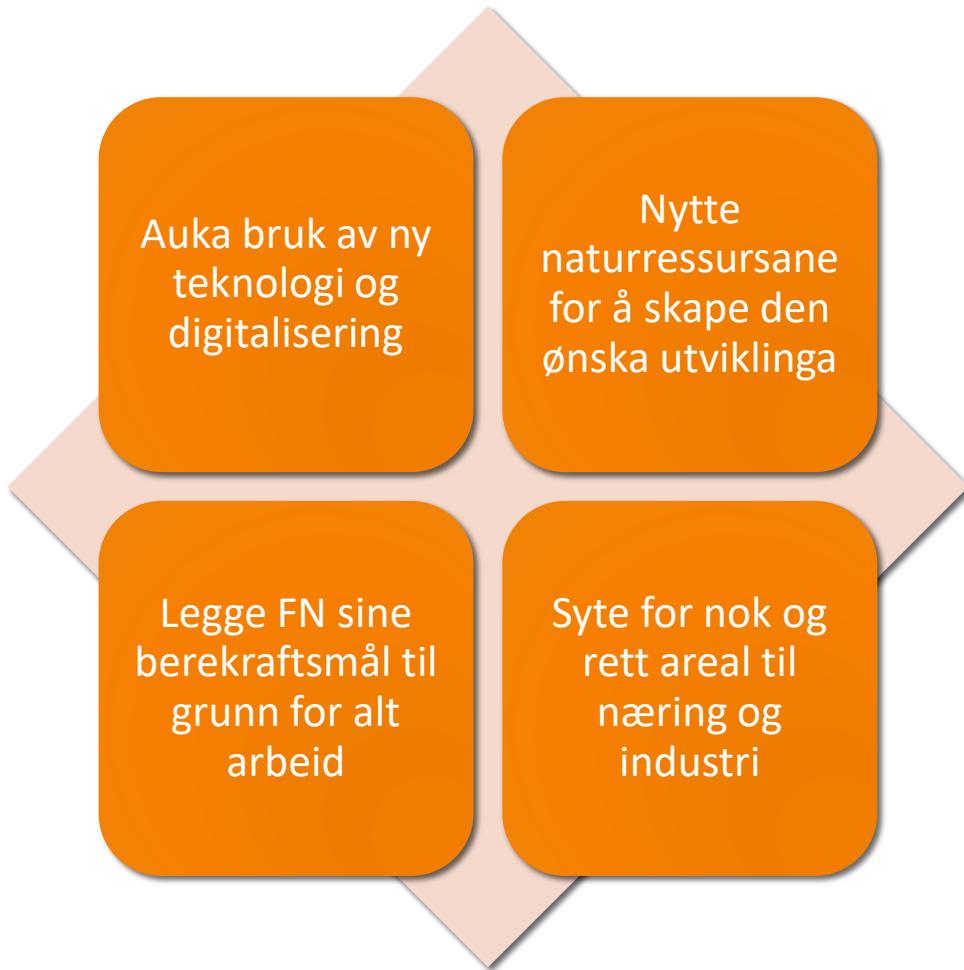 Auka bruk av ny
teknologi og
digitalisering
Nytte
naturressursane
for å skape den
ønska utviklinga
Legge FN sine
berekraftsmål til
grunn for alt
arbeid
Syte for nok og
rett areal til
næring og
industri